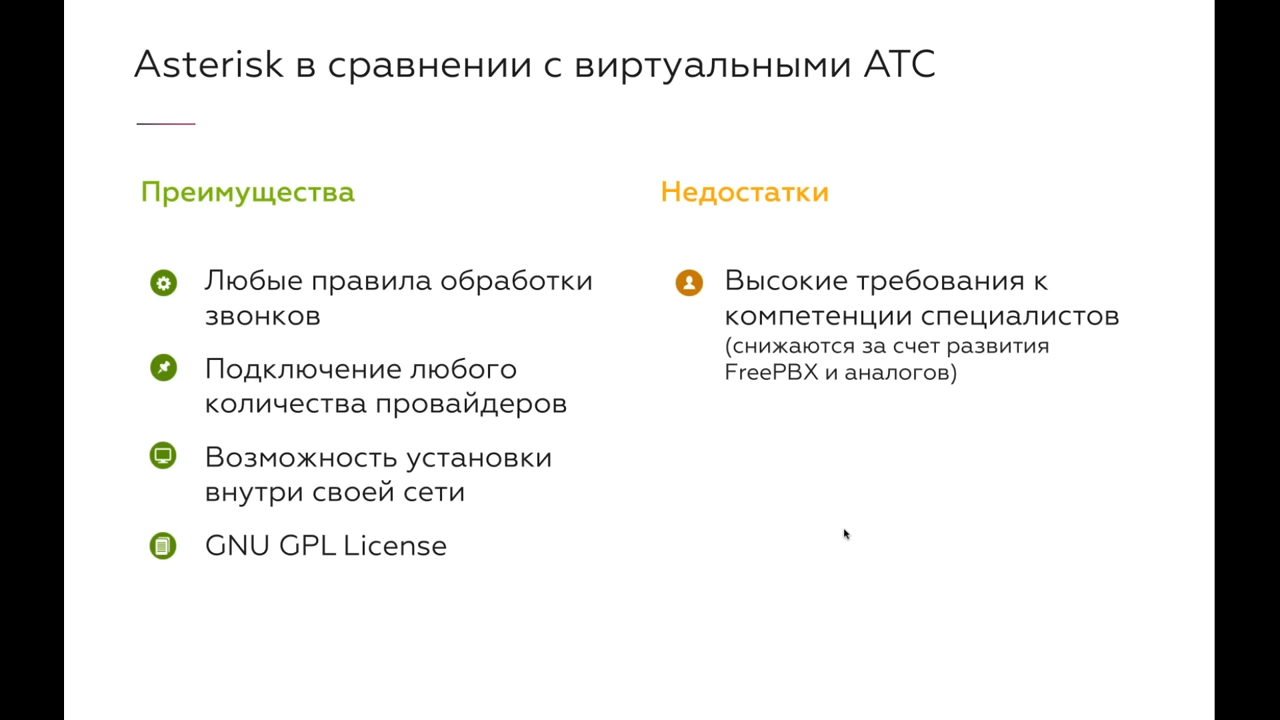 Asterisk в сравнении с виртуальными АТС
Преимущества
Любые правила обработки
звонков
Подключение любого
количества провайдеров
Возможность установки
внутри своей сети
GNU GPL License
Недостатки
Высокие требования к
компетенции специалистов
(снижаются за счет развития
FreePBX и аналогов)